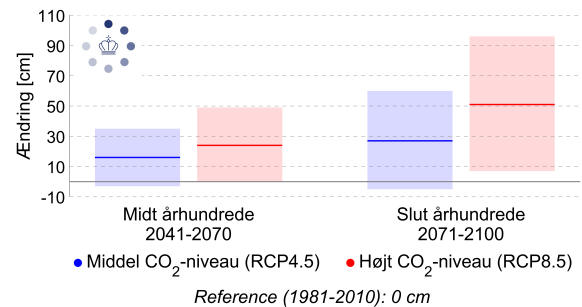 Ændring [cm]
110
90
70
50
30
10
-10
Midt århundrede
2041-2070
Slut århundrede
2071-2100
Middel CO₂-niveau (RCP4.5)
Højt CO₂-niveau (RCP8.5)
Reference (1981-2010): 0 cm